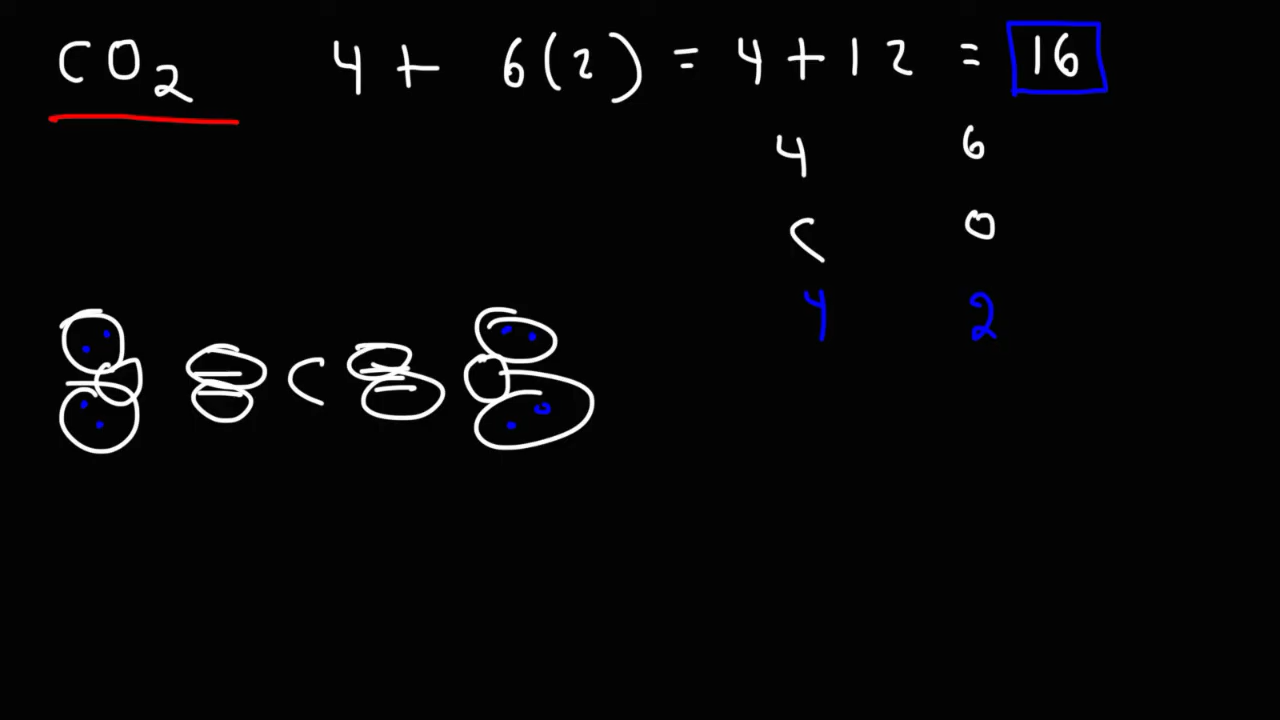 CO₂ 4 + 6(2) = 4 + 12 = 16
4 6
C O
4 2
O = C = O